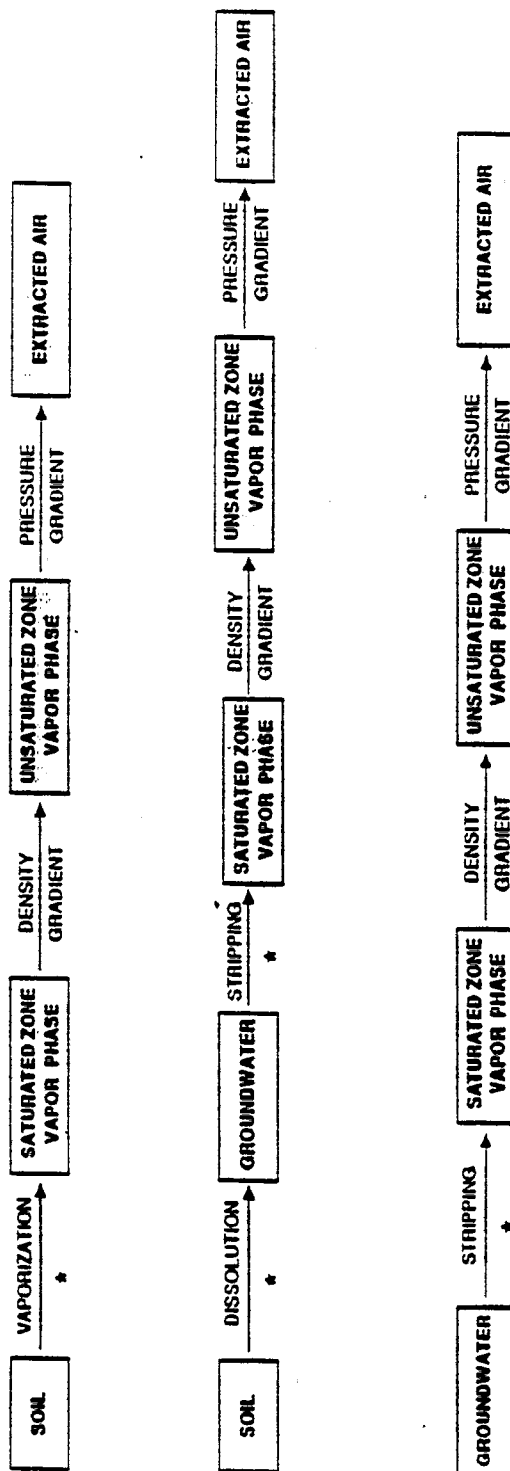 SOIL
VAPORIZATION
*
SATURATED ZONE
VAPOR PHASE
DENSITY
GRADIENT
UNSATURATED ZONE
VAPOR PHASE
PRESSURE
GRADIENT
EXTRACTED AIR
SOIL
DISSOLUTION
*
GROUNDWATER
STRIPPING
*
SATURATED ZONE
VAPOR PHASE
DENSITY
GRADIENT
UNSATURATED ZONE
VAPOR PHASE
PRESSURE
GRADIENT
EXTRACTED AIR
GROUNDWATER
STRIPPING
*
SATURATED ZONE
VAPOR PHASE
DENSITY
GRADIENT
UNSATURATED ZONE
VAPOR PHASE
PRESSURE
GRADIENT
EXTRACTED AIR